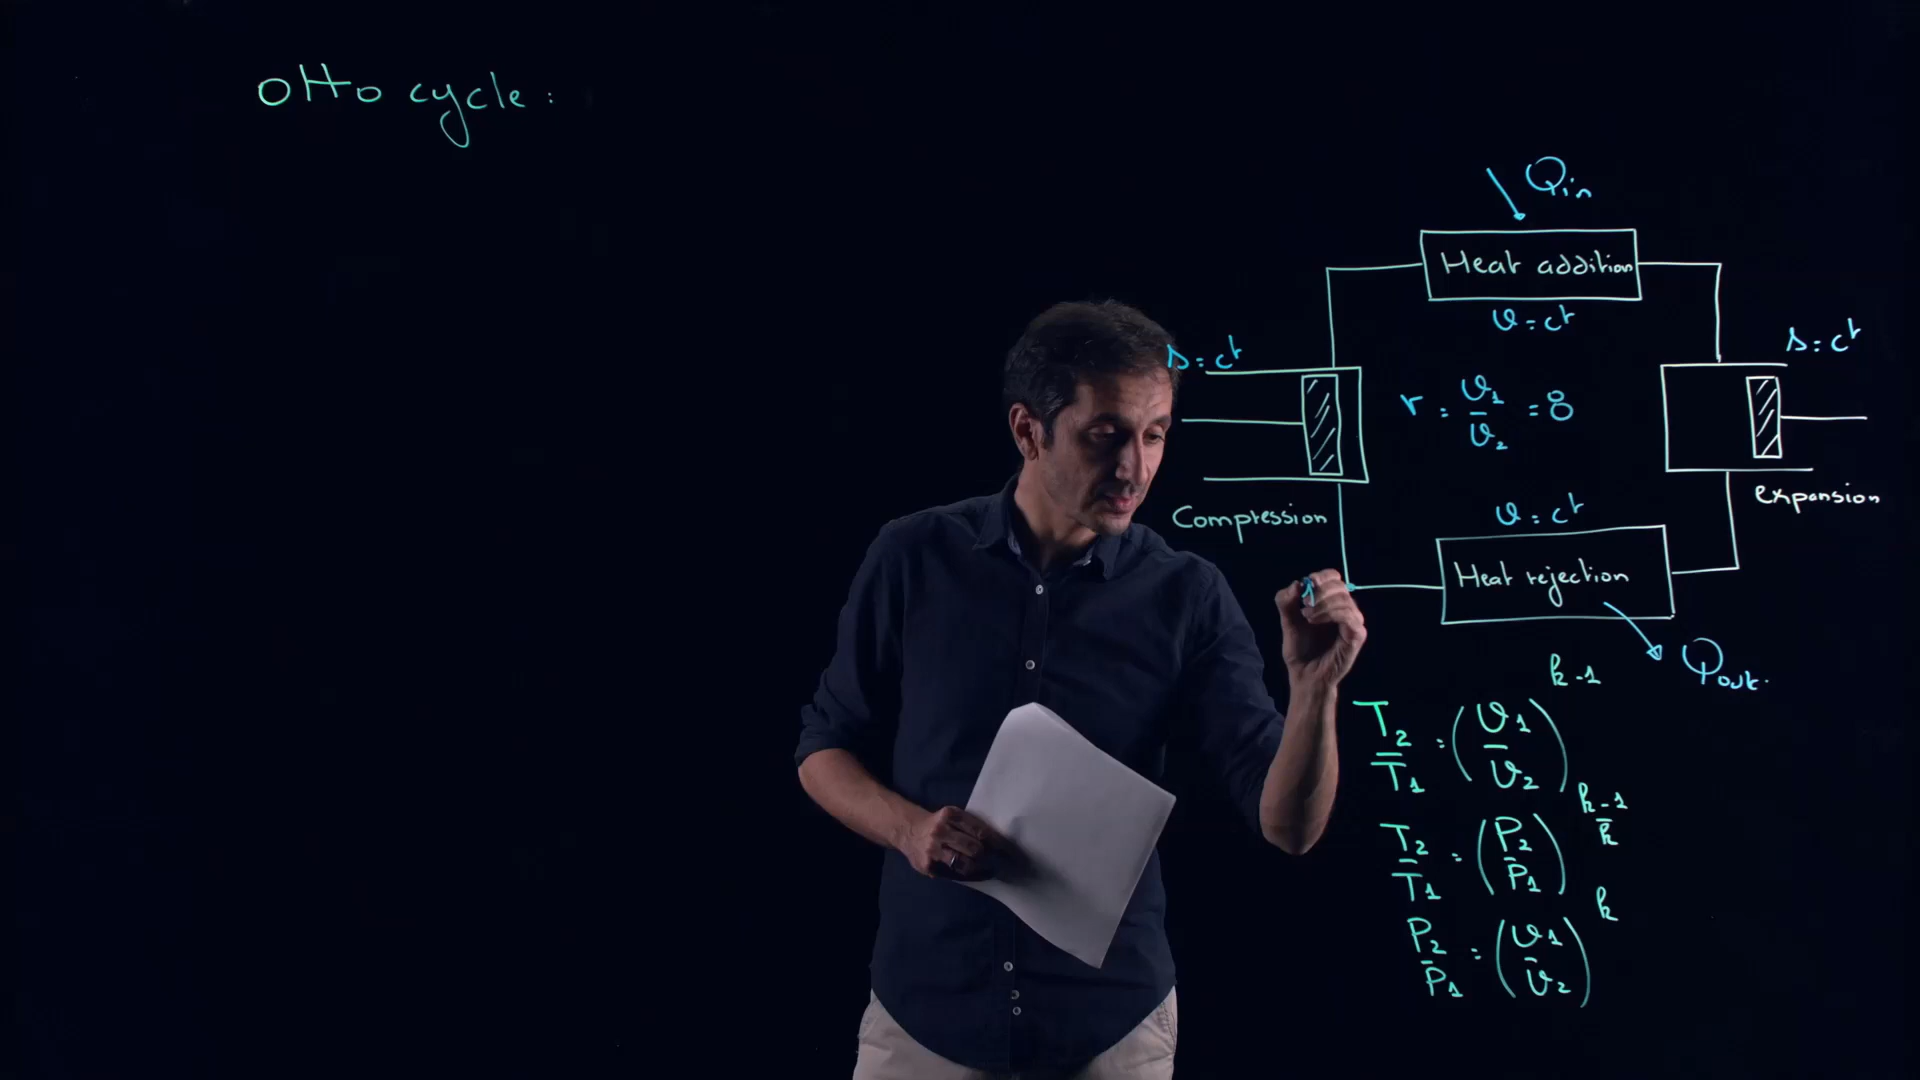 Otto cycle :
Qin
Heat addition
v = cᵗ
s = cᵗ
s = cᵗ
r = v₁/v₂ = 8
Compression
expansion
v = cᵗ
Heat rejection
1
Qout.
T₂/T₁ = (v₁/v₂)^(k-1)
T₂/T₁ = (P₂/P₁)^((k-1)/k)
P₂/P₁ = (v₁/v₂)^k